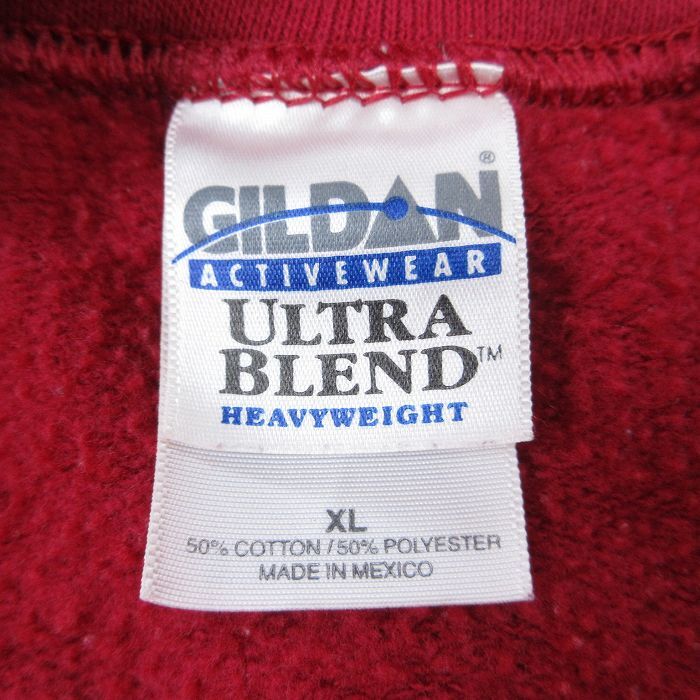 GILDAN®
ACTIVEWEAR
ULTRA
BLEND™
HEAVYWEIGHT
XL
50% COTTON / 50% POLYESTER
MADE IN MEXICO